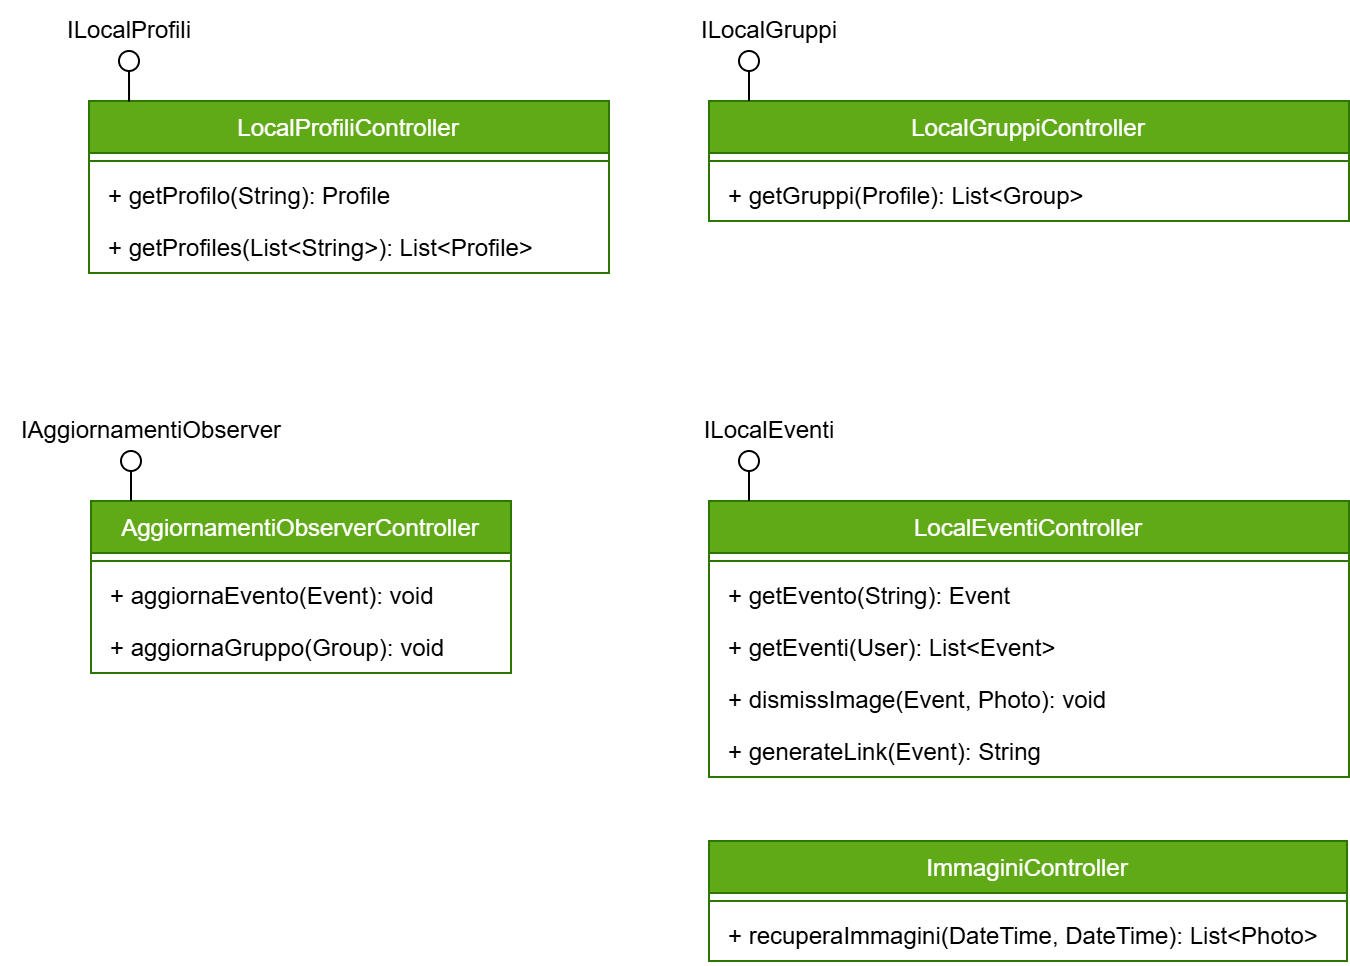 ILocalProfili
LocalProfiliController
+ getProfilo(String): Profile
+ getProfiles(List<String>): List<Profile>
ILocalGruppi
LocalGruppiController
+ getGruppi(Profile): List<Group>
IAggiornamentiObserver
AggiornamentiObserverController
+ aggiornaEvento(Event): void
+ aggiornaGruppo(Group): void
ILocalEventi
LocalEventiController
+ getEvento(String): Event
+ getEventi(User): List<Event>
+ dismissImage(Event, Photo): void
+ generateLink(Event): String
ImmaginiController
+ recuperaImmagini(DateTime, DateTime): List<Photo>